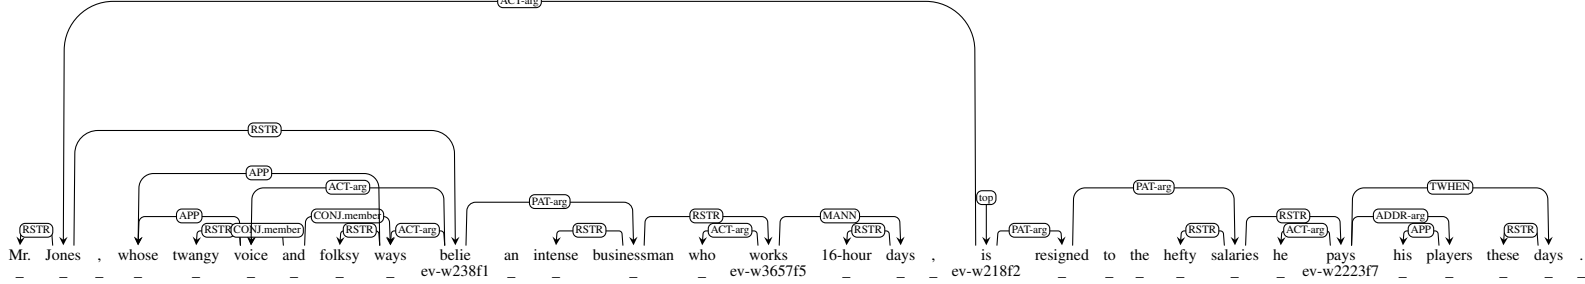 ACT-arg
RSTR
APP
ACT-arg top PAT-arg TWHEN
PAT-arg
APP CONJ.member RSTR MANN RSTR ADDR-arg
RSTR RSTR CONJ.member RSTR ACT-arg RSTR ACT-arg RSTR PAT-arg RSTR ACT-arg APP RSTR
Mr. Jones , whose twangy voice and folksy ways belie an intense businessman who works 16-hour days , is resigned to the hefty salaries he pays his players these days .
_ _ _ _ _ _ _ _ _ ev-w238f1 _ _ _ _ ev-w3657f5 _ _ _ ev-w218f2 _ _ _ _ _ _ ev-w2223f7 _ _ _ _ _